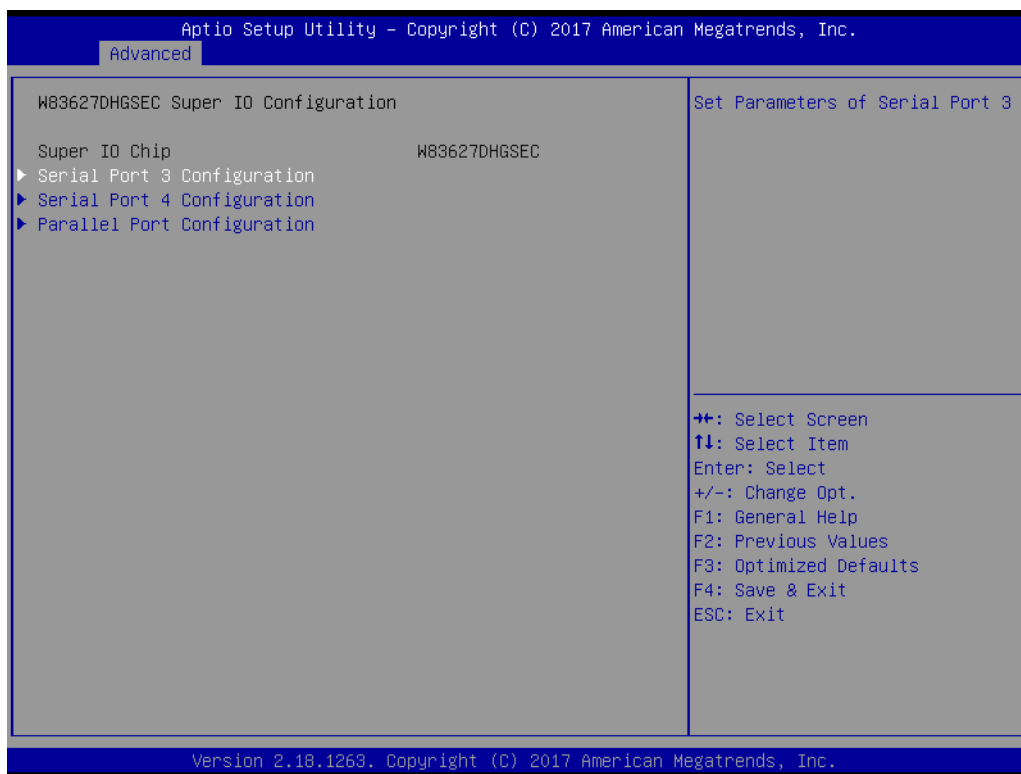 Aptio Setup Utility – Copyright (C) 2017 American Megatrends, Inc.
Advanced
W83627DHGSEC Super IO Configuration
Super IO Chip W83627DHGSEC
▶ Serial Port 3 Configuration
▶ Serial Port 4 Configuration
▶ Parallel Port Configuration
Set Parameters of Serial Port 3
→←: Select Screen
↑↓: Select Item
Enter: Select
+/-: Change Opt.
F1: General Help
F2: Previous Values
F3: Optimized Defaults
F4: Save & Exit
ESC: Exit
Version 2.18.1263. Copyright (C) 2017 American Megatrends, Inc.